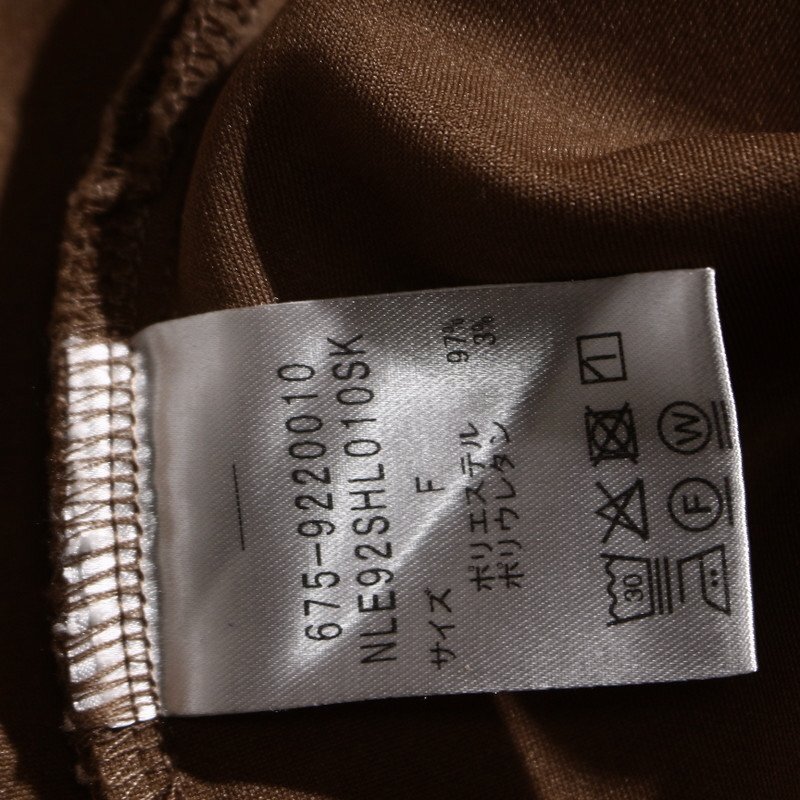 675-9220010
NLE92SHL010SK
サイズ F
ポリエステル 97%
ポリウレタン 3%
30
F W